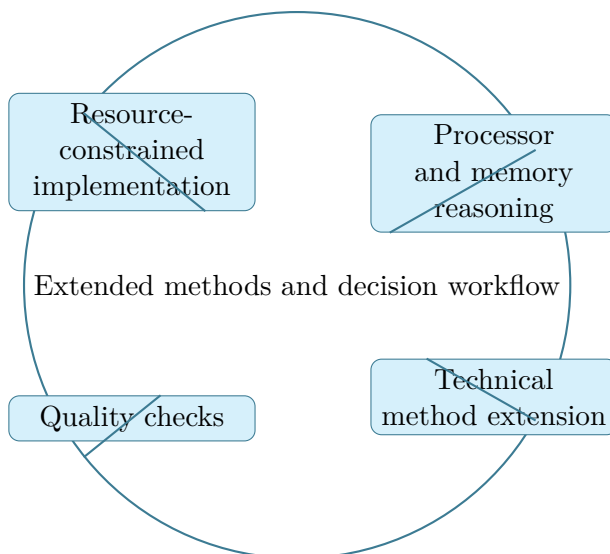 Resource-
constrained
implementation
Processor
and memory
reasoning
Extended methods and decision workflow
Quality checks
Technical
method extension